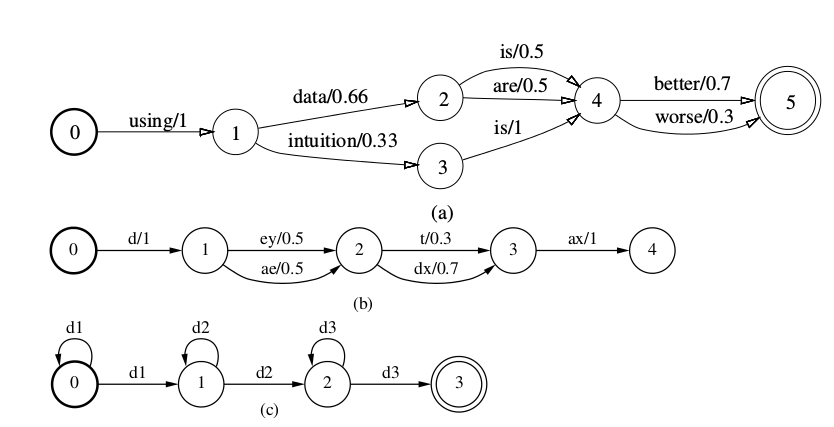 is/0.5
data/0.66 are/0.5 better/0.7
using/1 2 4 5
0 1 intuition/0.33 is/1 worse/0.3
3
(a)
d/1 ey/0.5 t/0.3 ax/1
0 1 2 3 4
ae/0.5 dx/0.7
(b)
d1 d2 d3
0 d1 1 d2 2 d3 3
(c)